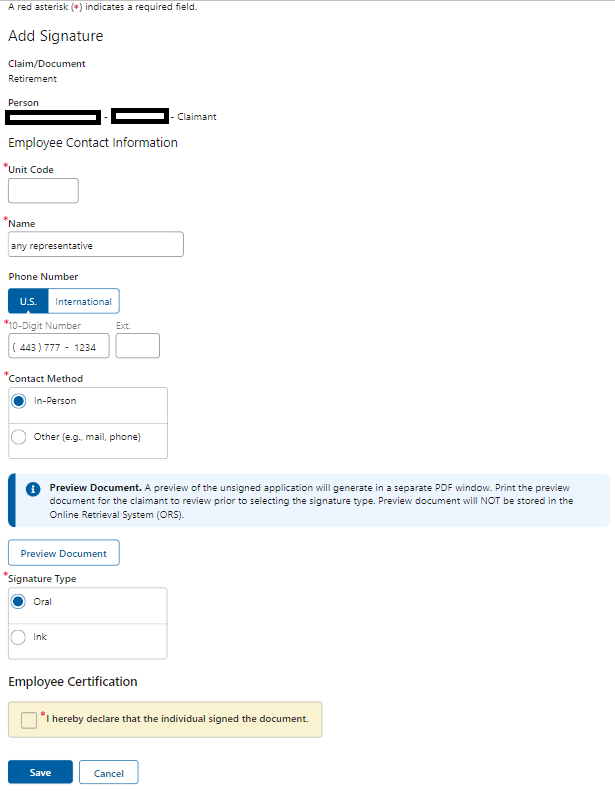 A red asterisk (*) indicates a required field.
Add Signature
Claim/Document
Retirement
Person
- - Claimant
Employee Contact Information
*Unit Code
*Name
any representative
Phone Number
U.S. International
*10-Digit Number Ext.
( 443 ) 777 - 1234
*Contact Method
In-Person
Other (e.g., mail, phone)
Preview Document. A preview of the unsigned application will generate in a separate PDF window. Print the preview
document for the claimant to review prior to selecting the signature type. Preview document will NOT be stored in the
Online Retrieval System (ORS).
Preview Document
*Signature Type
Oral
Ink
Employee Certification
*I hereby declare that the individual signed the document.
Save Cancel